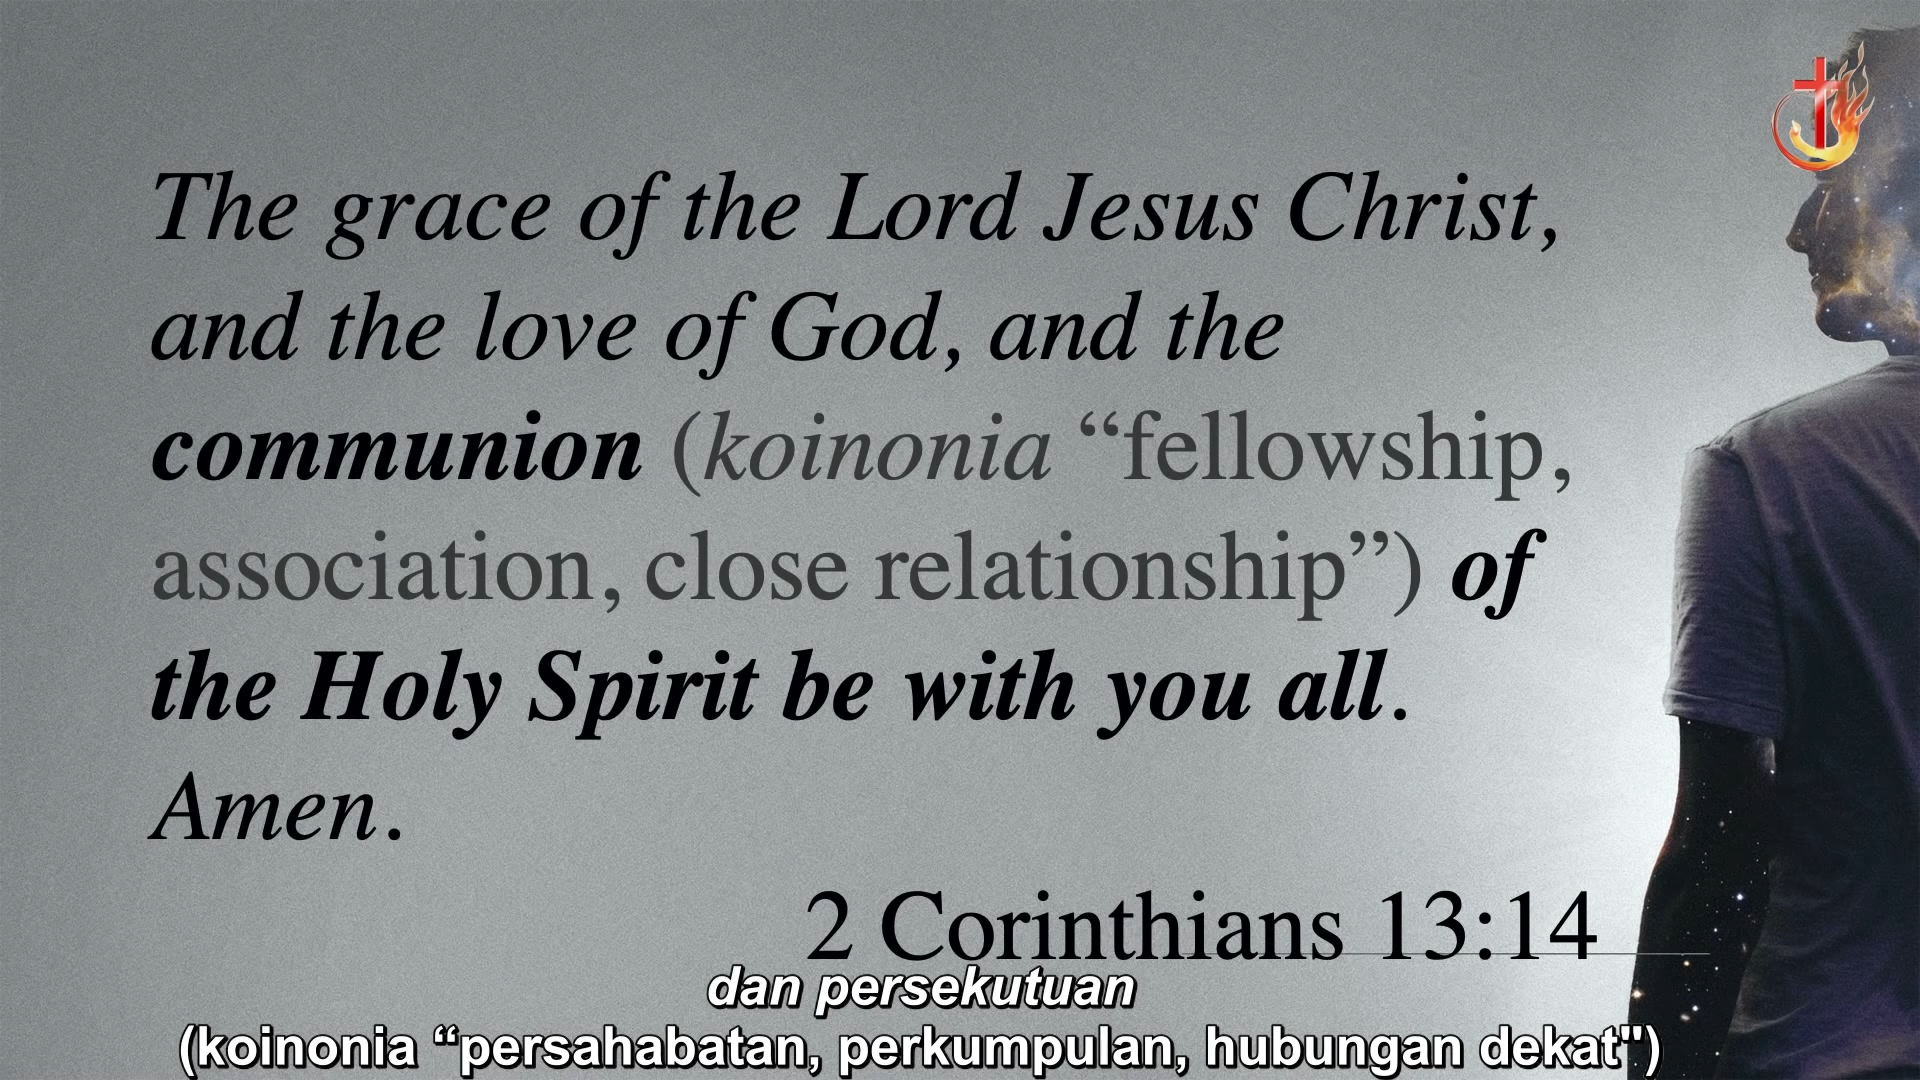 The grace of the Lord Jesus Christ,
and the love of God, and the
communion (koinonia “fellowship,
association, close relationship”) of
the Holy Spirit be with you all.
Amen.
2 Corinthians 13:14
dan persekutuan
(koinonia “persahabatan, perkumpulan, hubungan dekat")